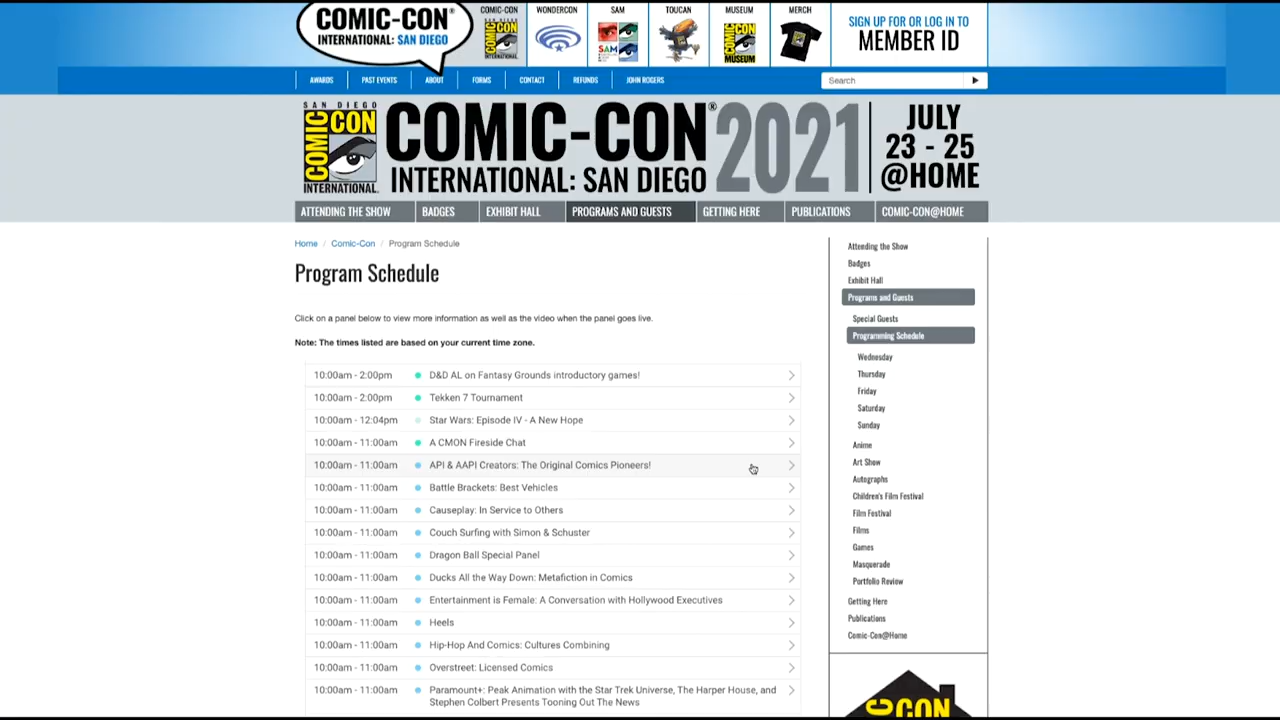 COMIC-CON®
INTERNATIONAL: SAN DIEGO
COMIC-CON
SAN DIEGO
COMIC CON
INTERNATIONAL
WONDERCON
SAM
SAM
TOUCAN
MUSEUM
COMIC CON
MUSEUM
MERCH
SIGN UP FOR OR LOG IN TO
MEMBER ID
AWARDS
PAST EVENTS
ABOUT
FORMS
CONTACT
REFUNDS
JOHN ROGERS
Search
SAN DIEGO
COMIC CON
INTERNATIONAL
COMIC-CON® 2021
INTERNATIONAL: SAN DIEGO
JULY
23 - 25
@HOME
ATTENDING THE SHOW
BADGES
EXHIBIT HALL
PROGRAMS AND GUESTS
GETTING HERE
PUBLICATIONS
COMIC-CON@HOME
Home / Comic-Con / Program Schedule
Program Schedule
Click on a panel below to view more information as well as the video when the panel goes live.
Note: The times listed are based on your current time zone.
10:00am - 2:00pm D&D AL on Fantasy Grounds introductory games!
10:00am - 2:00pm Tekken 7 Tournament
10:00am - 12:04pm Star Wars: Episode IV - A New Hope
10:00am - 11:00am A CMON Fireside Chat
10:00am - 11:00am API & AAPI Creators: The Original Comics Pioneers!
10:00am - 11:00am Battle Brackets: Best Vehicles
10:00am - 11:00am Causeplay: In Service to Others
10:00am - 11:00am Couch Surfing with Simon & Schuster
10:00am - 11:00am Dragon Ball Special Panel
10:00am - 11:00am Ducks All the Way Down: Metafiction in Comics
10:00am - 11:00am Entertainment is Female: A Conversation with Hollywood Executives
10:00am - 11:00am Heels
10:00am - 11:00am Hip-Hop And Comics: Cultures Combining
10:00am - 11:00am Overstreet: Licensed Comics
10:00am - 11:00am Paramount+: Peak Animation with the Star Trek Universe, The Harper House, and
Stephen Colbert Presents Tooning Out The News
Attending the Show
Badges
Exhibit Hall
Programs and Guests
Special Guests
Programming Schedule
Wednesday
Thursday
Friday
Saturday
Sunday
Anime
Art Show
Autographs
Children's Film Festival
Film Festival
Films
Games
Masquerade
Portfolio Review
Getting Here
Publications
Comic-Con@Home
CON